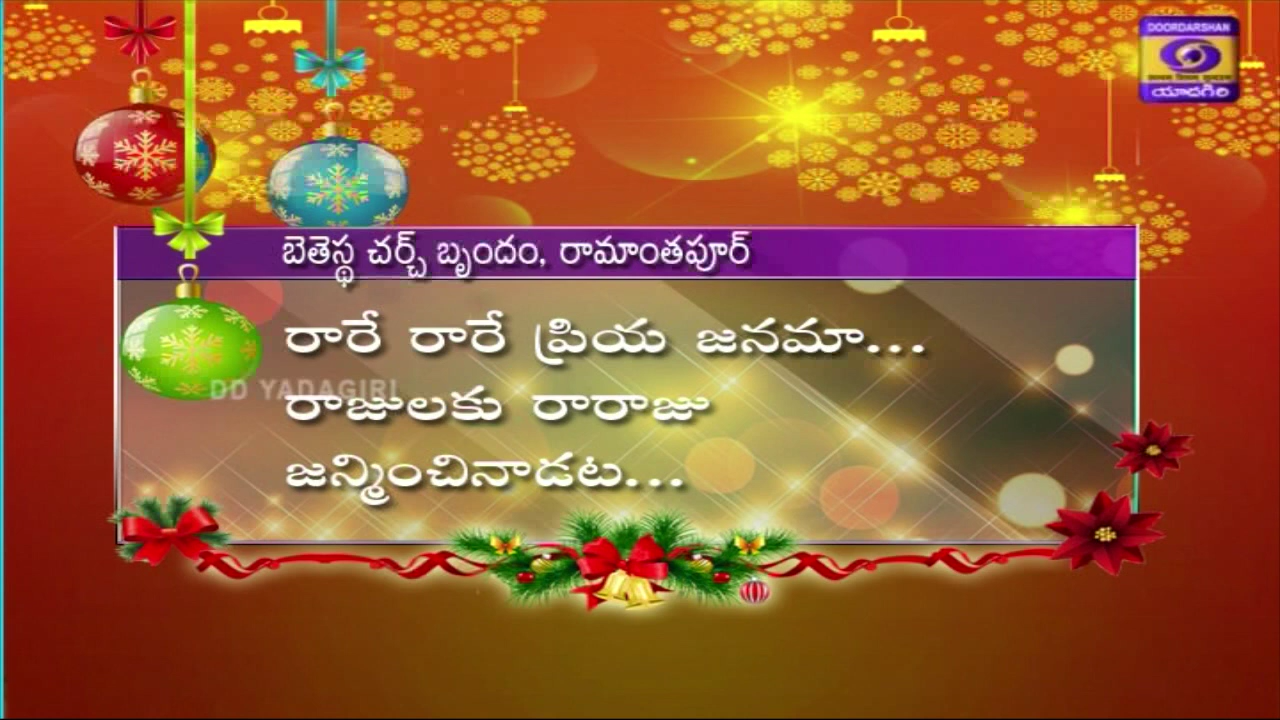 DOORDARSHAN
యాదగిరి
బెతెస్థ చర్చ్ బృందం, రామాంతపూర్
రారే రారే ప్రియ జనమా...
DD YADAGIRI
రాజులకు రారాజు
జన్మించినాడట...